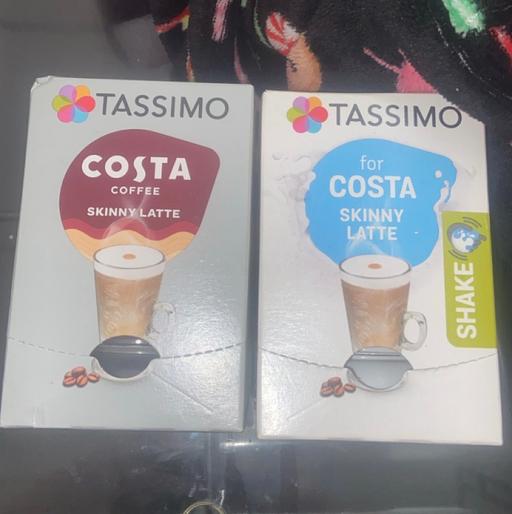 TASSIMO
COSTA
COFFEE
SKINNY LATTE
TASSIMO
for
COSTA
SKINNY
LATTE
SHAKE